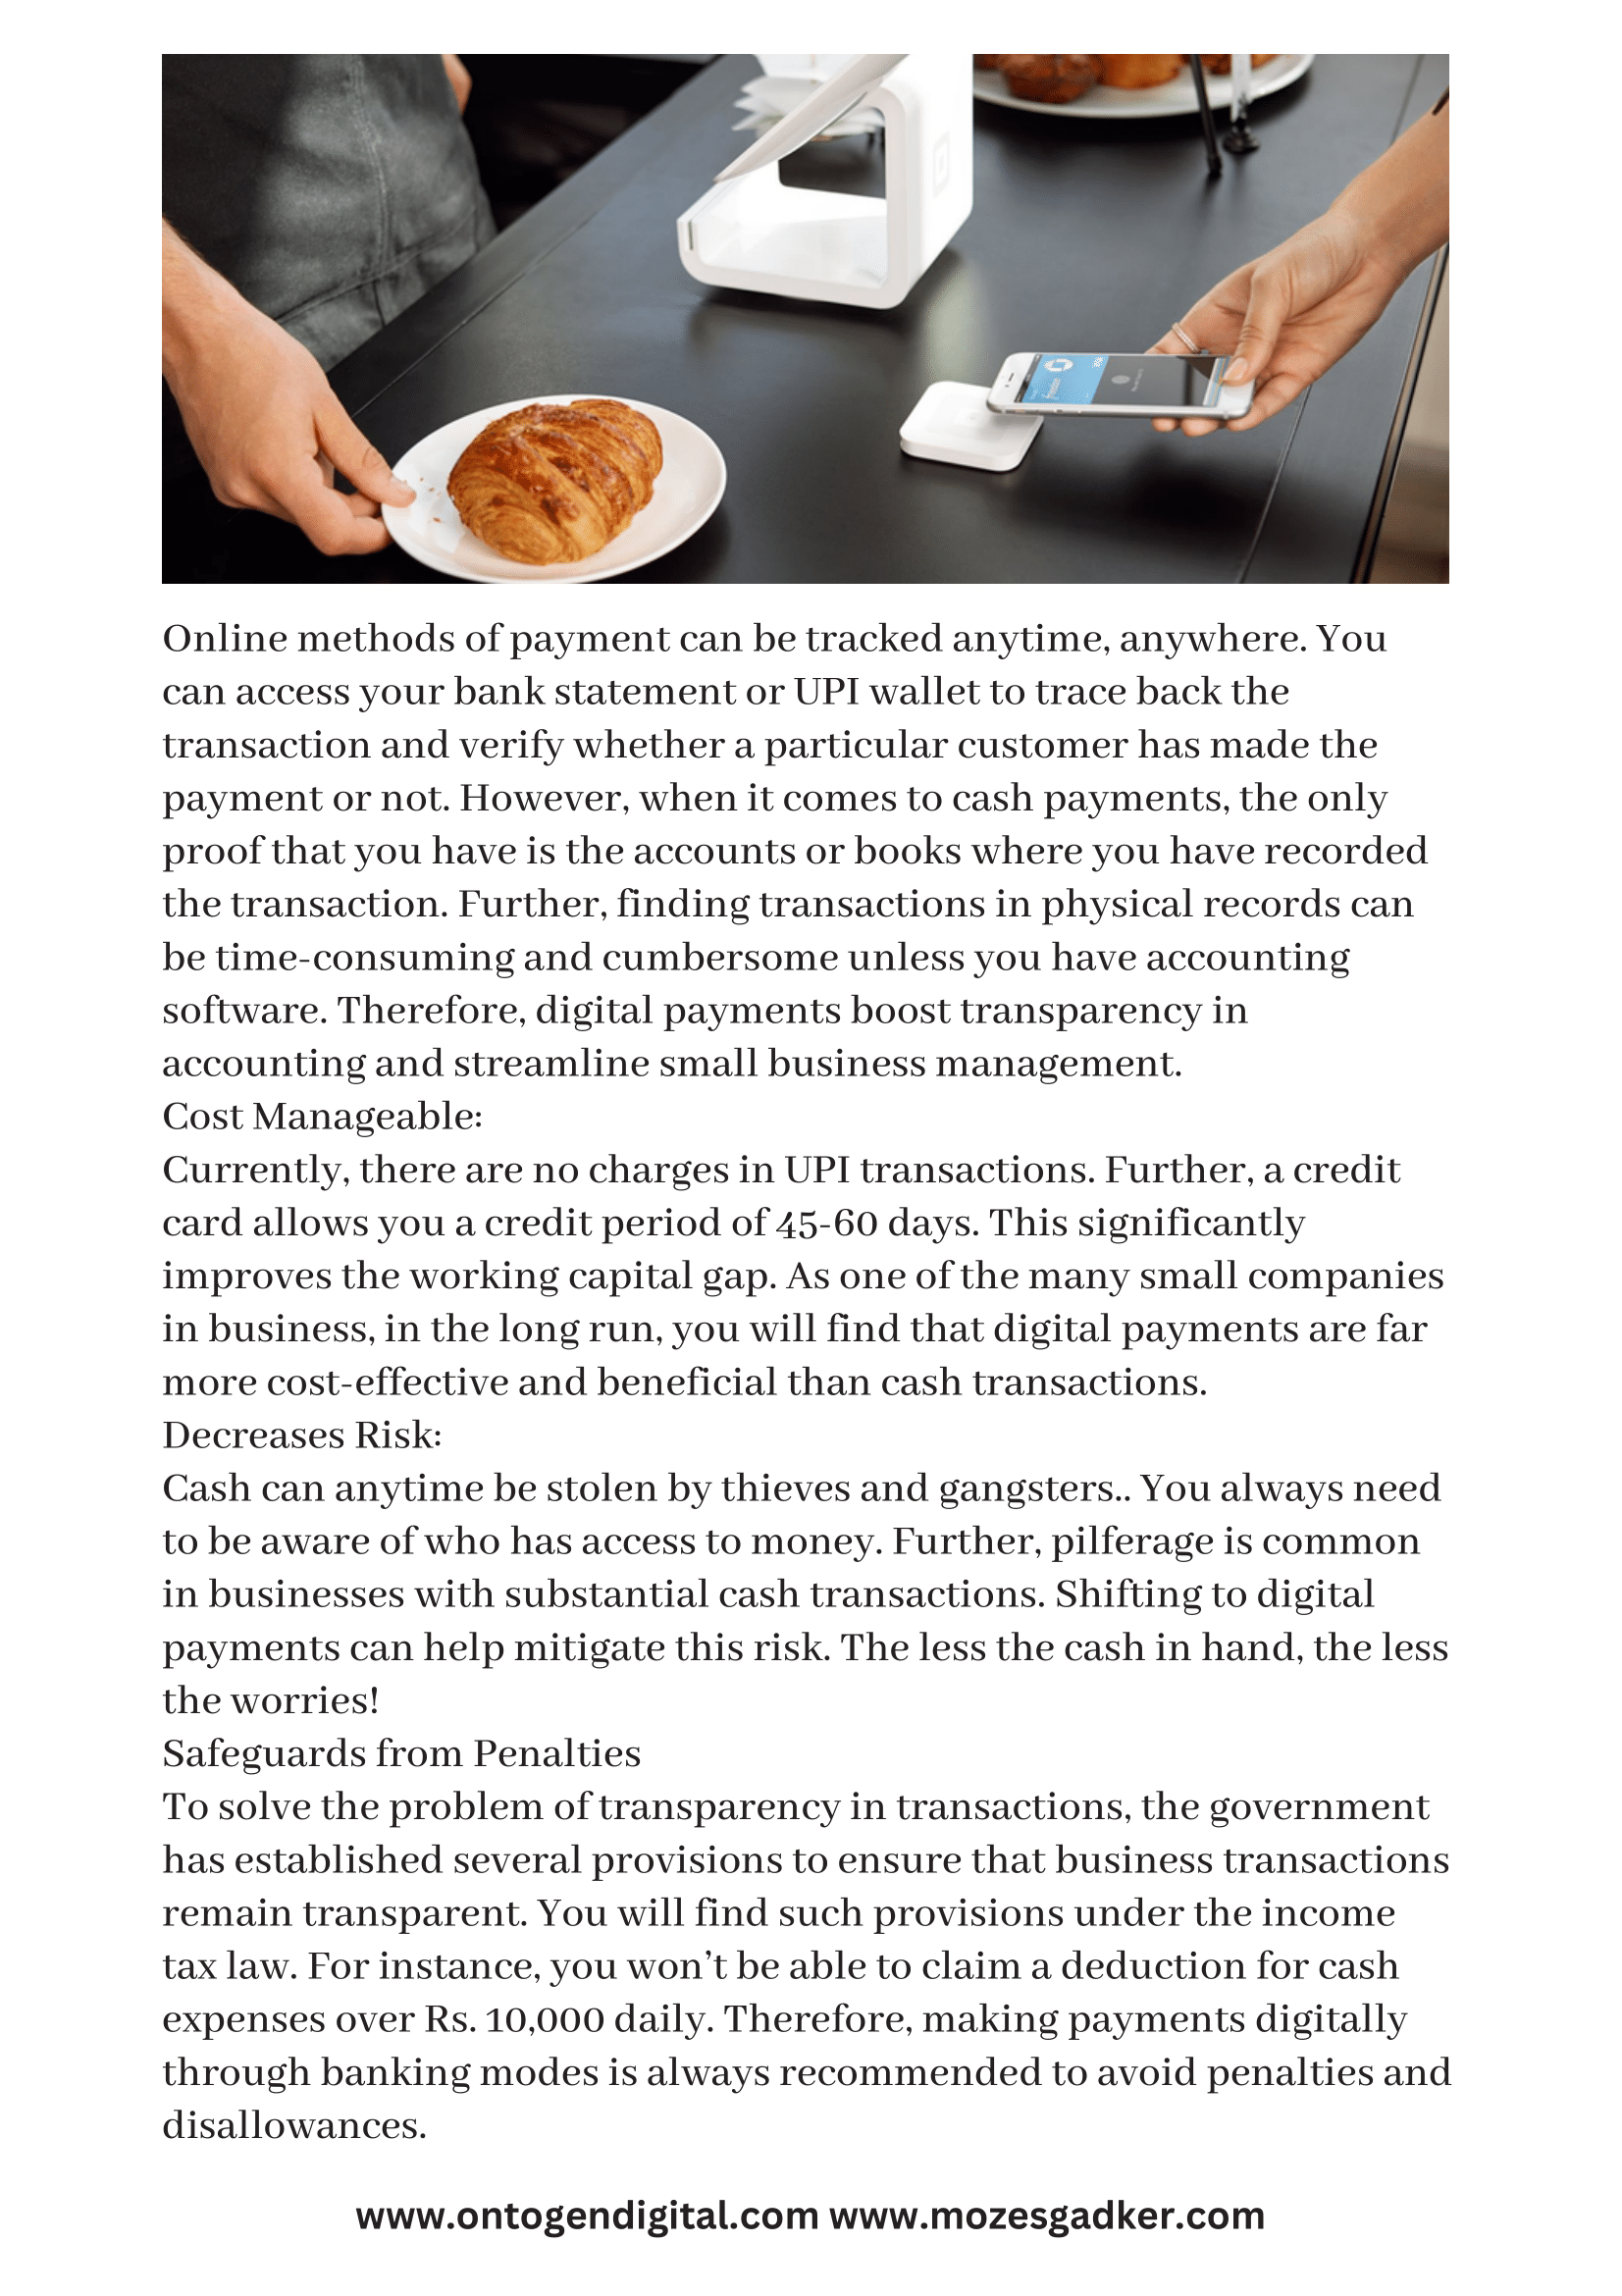 Online methods of payment can be tracked anytime, anywhere. You
can access your bank statement or UPI wallet to trace back the
transaction and verify whether a particular customer has made the
payment or not. However, when it comes to cash payments, the only
proof that you have is the accounts or books where you have recorded
the transaction. Further, finding transactions in physical records can
be time-consuming and cumbersome unless you have accounting
software. Therefore, digital payments boost transparency in
accounting and streamline small business management.
Cost Manageable:
Currently, there are no charges in UPI transactions. Further, a credit
card allows you a credit period of 45-60 days. This significantly
improves the working capital gap. As one of the many small companies
in business, in the long run, you will find that digital payments are far
more cost-effective and beneficial than cash transactions.
Decreases Risk:
Cash can anytime be stolen by thieves and gangsters.. You always need
to be aware of who has access to money. Further, pilferage is common
in businesses with substantial cash transactions. Shifting to digital
payments can help mitigate this risk. The less the cash in hand, the less
the worries!
Safeguards from Penalties
To solve the problem of transparency in transactions, the government
has established several provisions to ensure that business transactions
remain transparent. You will find such provisions under the income
tax law. For instance, you won’t be able to claim a deduction for cash
expenses over Rs. 10,000 daily. Therefore, making payments digitally
through banking modes is always recommended to avoid penalties and
disallowances.
www.ontogendigital.com www.mozesgadker.com